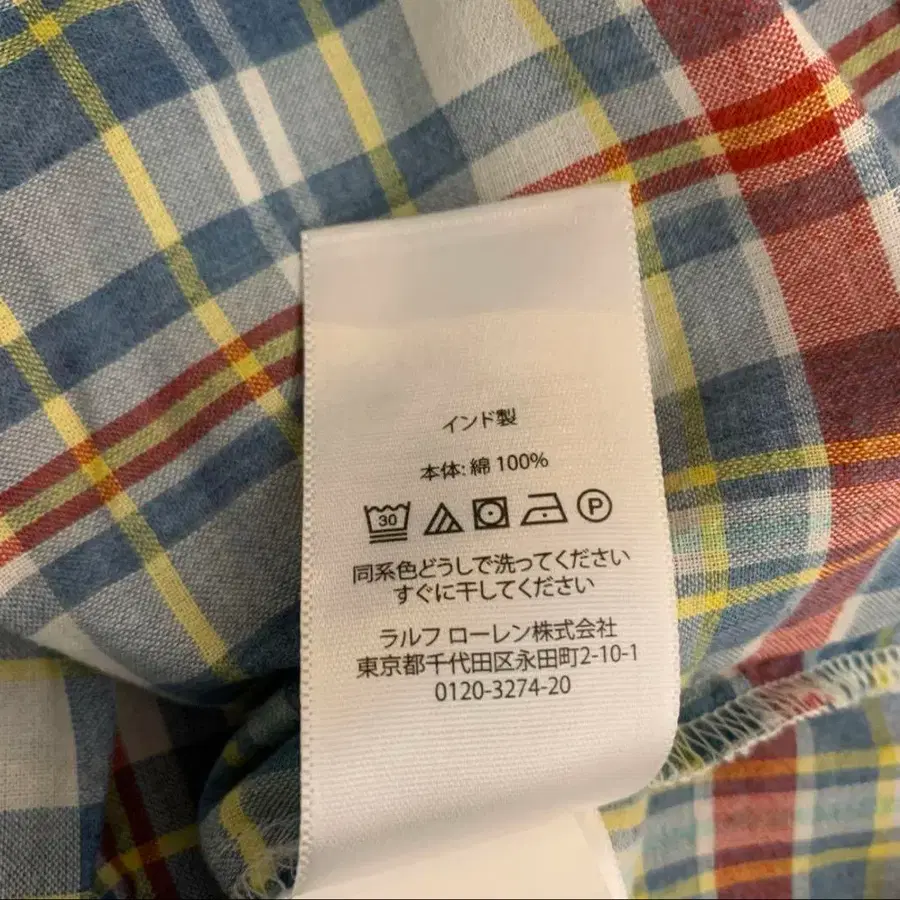 インド製
本体: 綿 100%
30 P
同系色どうしで洗ってください
すぐに干してください
ラルフ ローレン株式会社
東京都千代田区永田町2-10-1
0120-3274-20